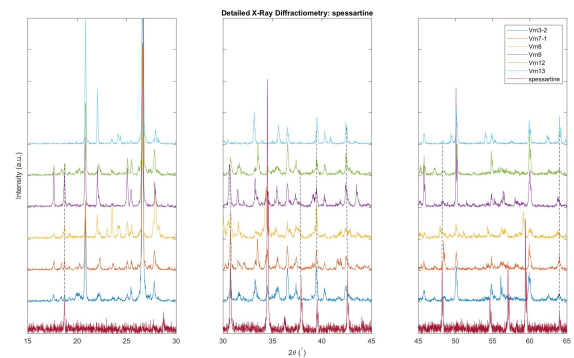 Detailed X-Ray Diffractometry: spessartine
Intensity (a.u.)
Vm3-2
Vm7-1
Vm8
Vm9
Vm12
Vm13
spessartine
15 20 25 30 30 35 40 45 45 50 55 60 65
2θ (°)